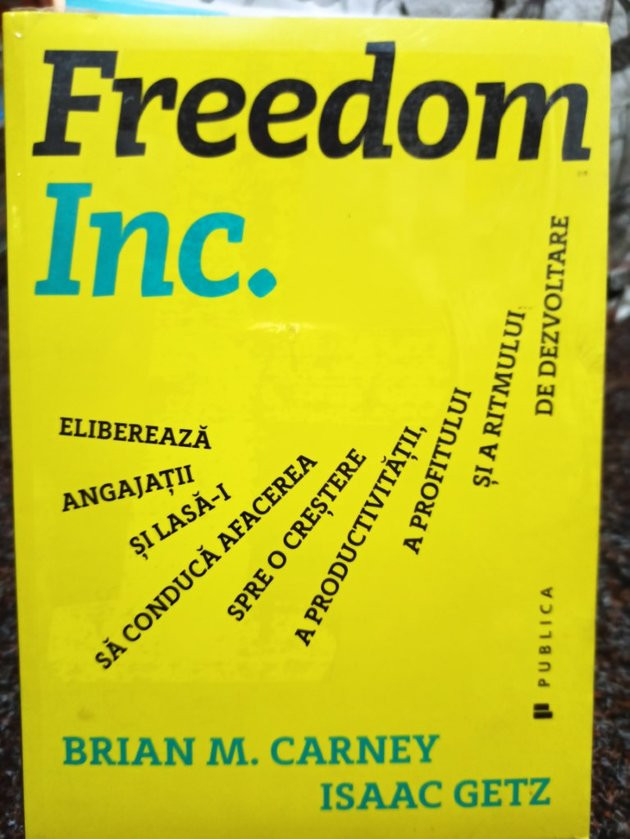 Freedom
Inc.
ELIBEREAZĂ
ANGAJAȚII
ȘI LASĂ-I
SĂ CONDUCĂ AFACEREA
SPRE O CREȘTERE
A PRODUCTIVITĂȚII,
A PROFITULUI
ȘI A RITMULUI
DE DEZVOLTARE
PUBLICA
BRIAN M. CARNEY
ISAAC GETZ